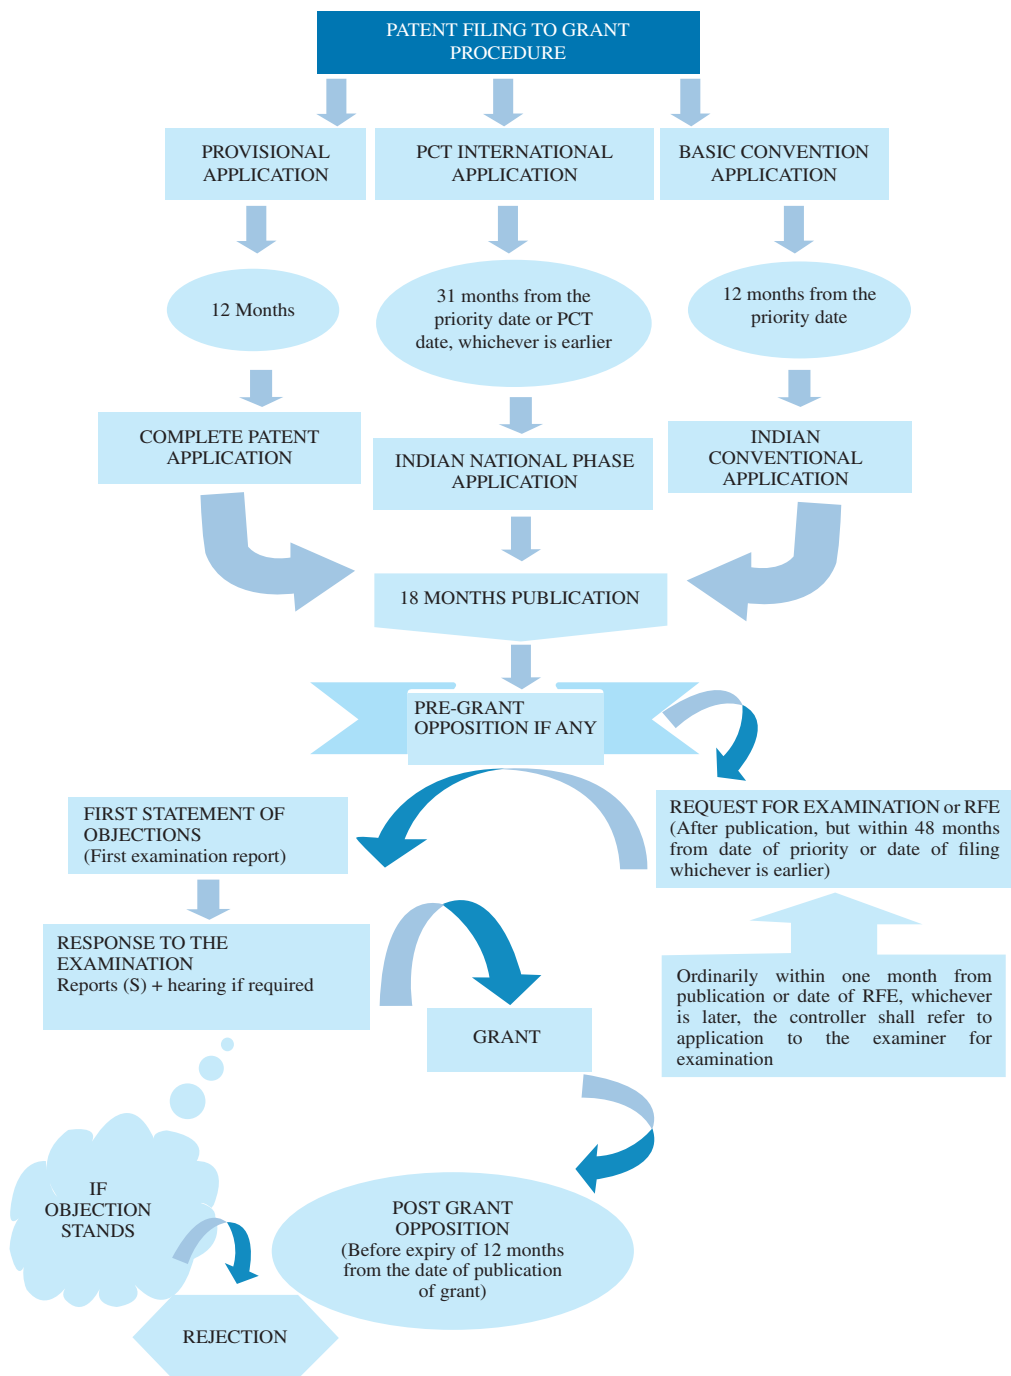 PATENT FILING TO GRANT
PROCEDURE
PROVISIONAL
APPLICATION
PCT INTERNATIONAL
APPLICATION
BASIC CONVENTION
APPLICATION
12 Months
31 months from the
priority date or PCT
date, whichever is earlier
12 months from the
priority date
COMPLETE PATENT
APPLICATION
INDIAN NATIONAL PHASE
APPLICATION
INDIAN
CONVENTIONAL
APPLICATION
18 MONTHS PUBLICATION
PRE-GRANT
OPPOSITION IF ANY
FIRST STATEMENT OF
OBJECTIONS
(First examination report)
REQUEST FOR EXAMINATION or RFE
(After publication, but within 48 months
from date of priority or date of filing
whichever is earlier)
RESPONSE TO THE
EXAMINATION
Reports (S) + hearing if required
GRANT
Ordinarily within one month from
publication or date of RFE, whichever
is later, the controller shall refer to
application to the examiner for
examination
IF
OBJECTION
STANDS
POST GRANT
OPPOSITION
(Before expiry of 12 months
from the date of publication
of grant)
REJECTION